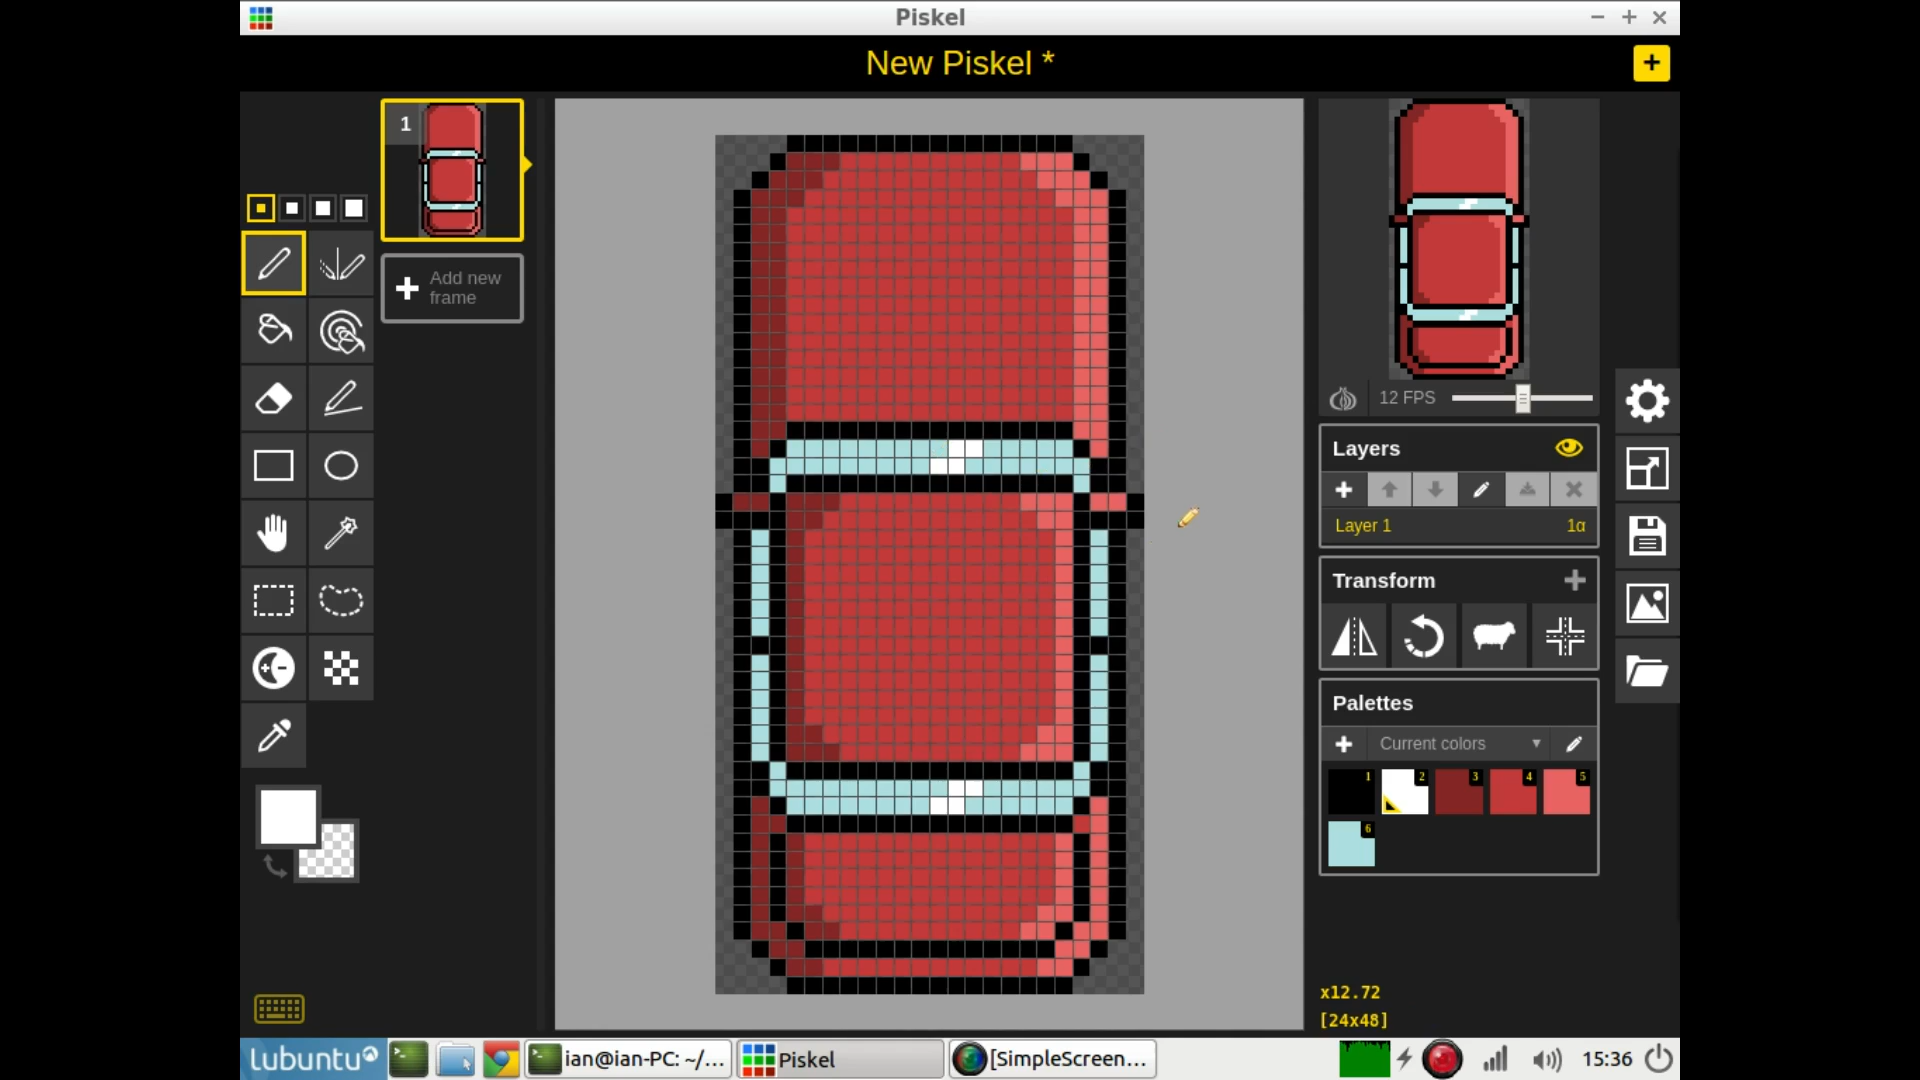 Piskel
New Piskel *
+
1
Add new
frame
12 FPS
Layers
Layer 1
1α
Transform
Palettes
Current colors
1
2
3
4
5
6
x12.72
[24x48]
lubuntu
ian@ian-PC: ~/...
Piskel
[SimpleScreen...
15:36